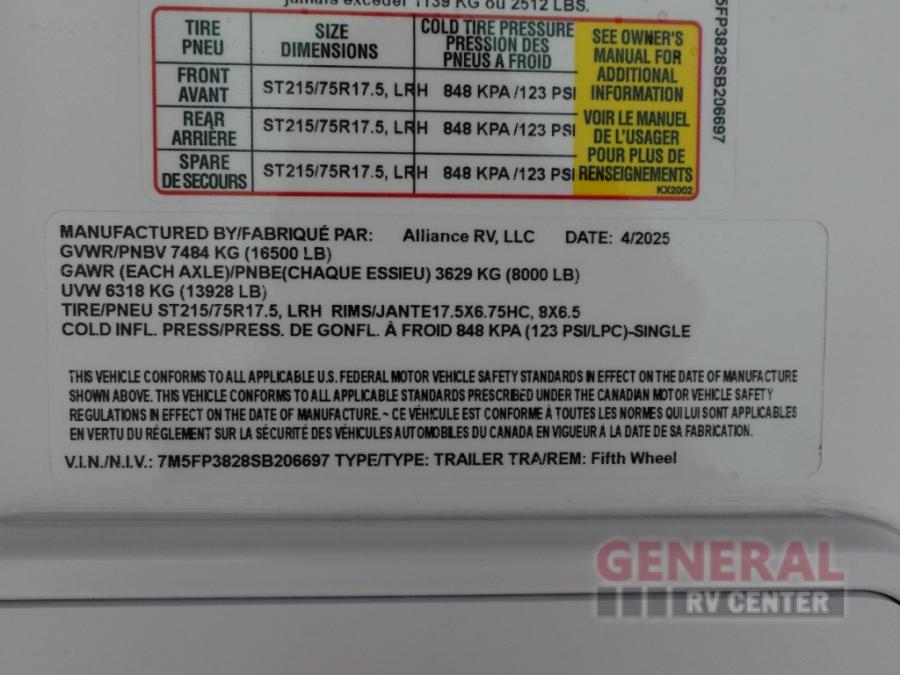 jamais excéder 1139 KG ou 2512 LBS.
TIRE SIZE COLD TIRE PRESSURE
PNEU DIMENSIONS PRESSION DES
PNEUS A FROID
FRONT
AVANT ST215/75R17.5, LRH 848 KPA /123 PSI
REAR
ARRIÈRE ST215/75R17.5, LRH 848 KPA /123 PSI
SPARE
DE SECOURS ST215/75R17.5, LRH 848 KPA /123 PSI
SEE OWNER'S
MANUAL FOR
ADDITIONAL
INFORMATION
VOIR LE MANUEL
DE L'USAGER
POUR PLUS DE
RENSEIGNEMENTS
KX2002
5FP3828SB206697
MANUFACTURED BY/FABRIQUÉ PAR: Alliance RV, LLC DATE: 4/2025
GVWR/PNBV 7484 KG (16500 LB)
GAWR (EACH AXLE)/PNBE(CHAQUE ESSIEU) 3629 KG (8000 LB)
UVW 6318 KG (13928 LB)
TIRE/PNEU ST215/75R17.5, LRH RIMS/JANTE17.5X6.75HC, 8X6.5
COLD INFL. PRESS/PRESS. DE GONFL. À FROID 848 KPA (123 PSI/LPC)-SINGLE
THIS VEHICLE CONFORMS TO ALL APPLICABLE U.S. FEDERAL MOTOR VEHICLE SAFETY STANDARDS IN EFFECT ON THE DATE OF MANUFACTURE
SHOWN ABOVE. THIS VEHICLE CONFORMS TO ALL APPLICABLE STANDARDS PRESCRIBED UNDER THE CANADIAN MOTOR VEHICLE SAFETY
REGULATIONS IN EFFECT ON THE DATE OF MANUFACTURE. ~ CE VÉHICULE EST CONFORME À TOUTES LES NORMES QUI LUI SONT APPLICABLES
EN VERTU DU RÈGLEMENT SUR LA SÉCURITÉ DES VÉHICULES AUTOMOBILES DU CANADA EN VIGUEUR A LA DATE DE SA FABRICATION.
V.I.N./N.I.V.: 7M5FP3828SB206697 TYPE/TYPE: TRAILER TRA/REM: Fifth Wheel
GENERAL
RV CENTER